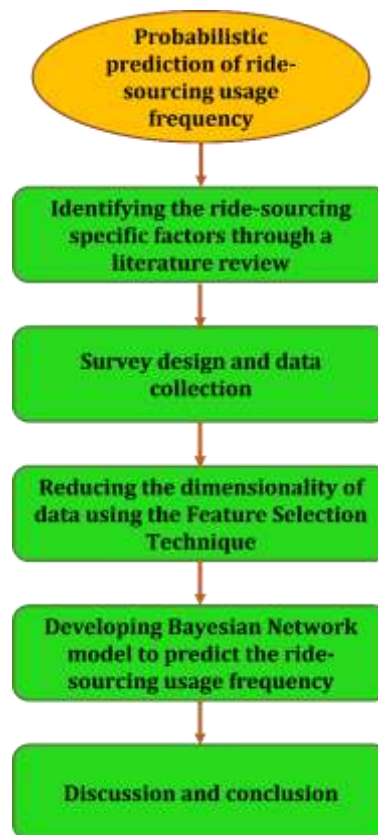 Probabilistic
prediction of ride-
sourcing usage
frequency
Identifying the ride-sourcing
specific factors through a
literature review
Survey design and data
collection
Reducing the dimensionality of
data using the Feature Selection
Technique
Developing Bayesian Network
model to predict the ride-
sourcing usage frequency
Discussion and conclusion